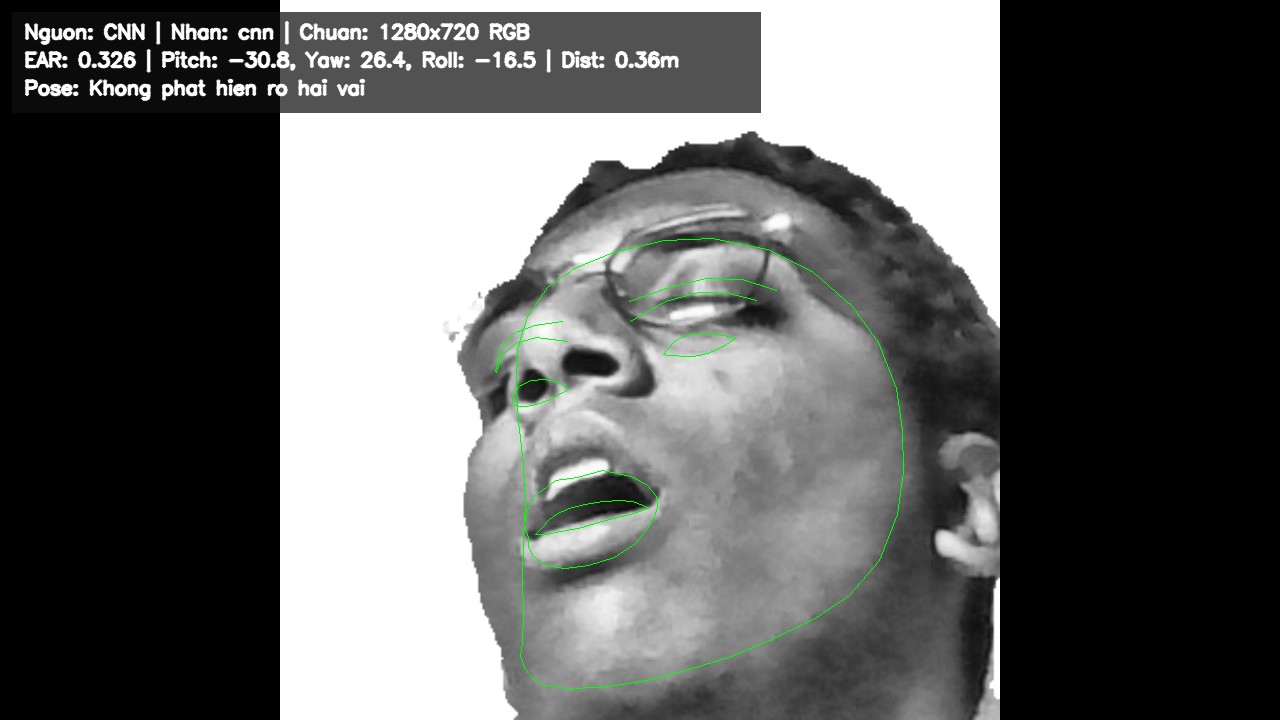 Nguon: CNN | Nhan: cnn | Chuan: 1280x720 RGB
EAR: 0.326 | Pitch: -30.8, Yaw: 26.4, Roll: -16.5 | Dist: 0.36m
Pose: Khong phat hien ro hai vai